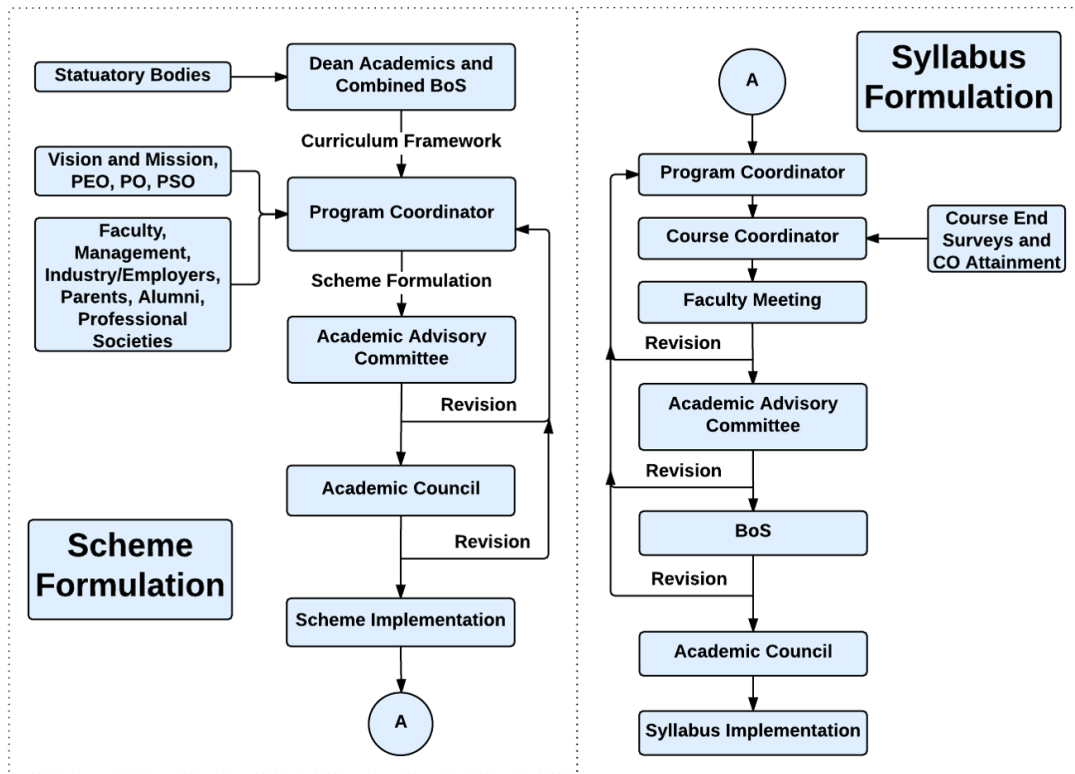 Statuatory Bodies
Dean Academics and
Combined BoS
Curriculum Framework
Vision and Mission,
PEO, PO, PSO
Program Coordinator
Faculty,
Management,
Industry/Employers,
Parents, Alumni,
Professional
Societies
Scheme Formulation
Academic Advisory
Committee
Revision
Academic Council
Revision
Scheme
Formulation
Scheme Implementation
A
Syllabus
Formulation
A
Program Coordinator
Course Coordinator
Course End
Surveys and
CO Attainment
Faculty Meeting
Revision
Academic Advisory
Committee
Revision
BoS
Revision
Academic Council
Syllabus Implementation